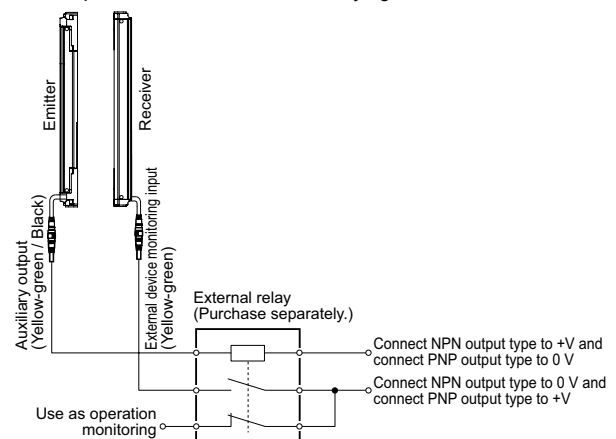 Emitter
Receiver
Auxiliary output
(Yellow-green / Black)
External device monitoring input
(Yellow-green)
External relay
(Purchase separately.)
Connect NPN output type to +V and
connect PNP output type to 0 V
Connect NPN output type to 0 V and
connect PNP output type to +V
Use as operation
monitoring